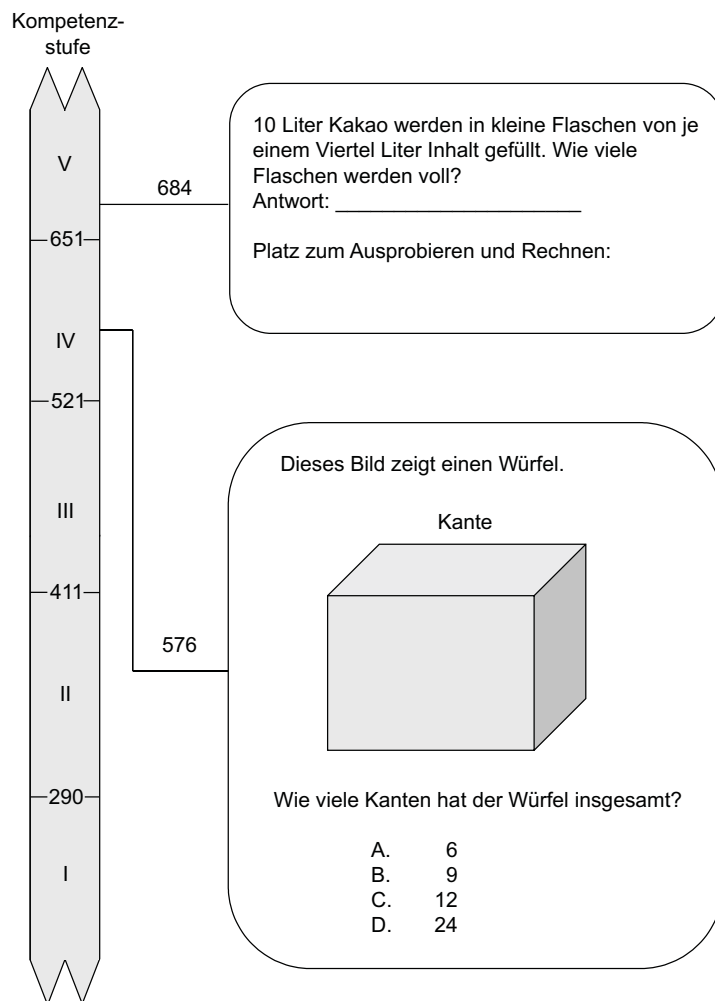 Kompetenz-
stufe
V
651
IV
521
III
411
II
290
I
684
10 Liter Kakao werden in kleine Flaschen von je
einem Viertel Liter Inhalt gefüllt. Wie viele
Flaschen werden voll?
Antwort: ______________________
Platz zum Ausprobieren und Rechnen:
576
Dieses Bild zeigt einen Würfel.
Kante
Wie viele Kanten hat der Würfel insgesamt?
A. 6
B. 9
C. 12
D. 24